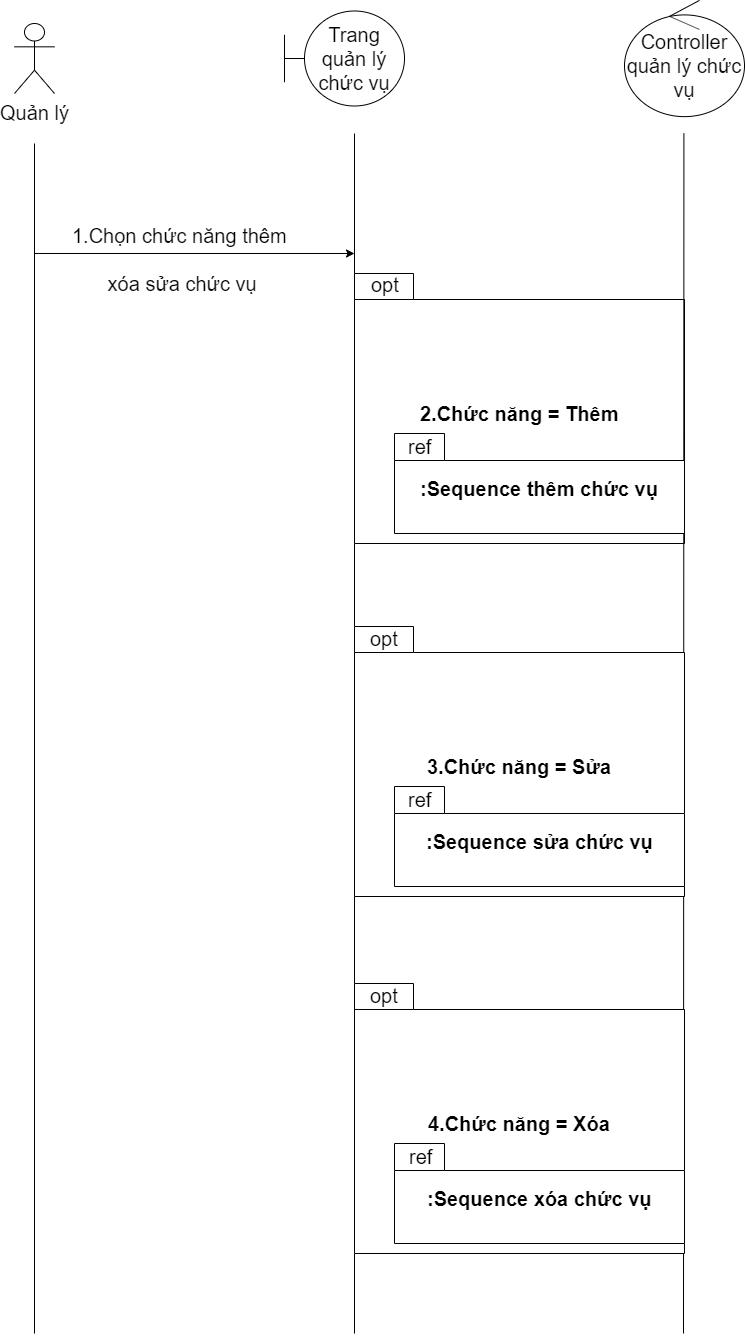 Quản lý
Trang
quản lý
chức vụ
Controller
quản lý chức
vụ
1.Chọn chức năng thêm
xóa sửa chức vụ
opt
2.Chức năng = Thêm
ref
:Sequence thêm chức vụ
opt
3.Chức năng = Sửa
ref
:Sequence sửa chức vụ
opt
4.Chức năng = Xóa
ref
:Sequence xóa chức vụ